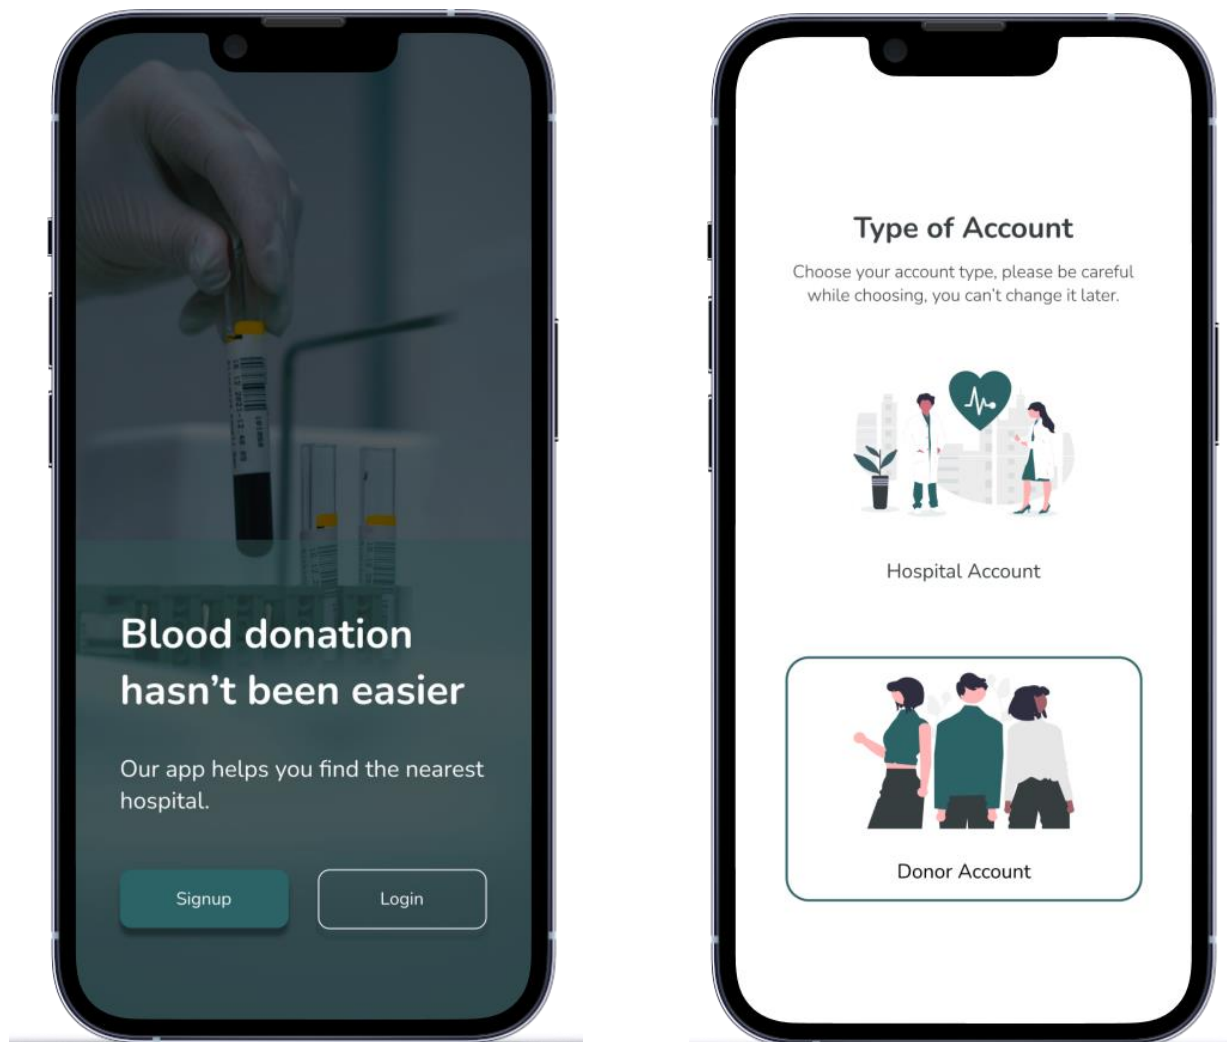 Blood donation
hasn't been easier
Our app helps you find the nearest
hospital.
Signup
Login
Type of Account
Choose your account type, please be careful
while choosing, you can't change it later.
Hospital Account
Donor Account